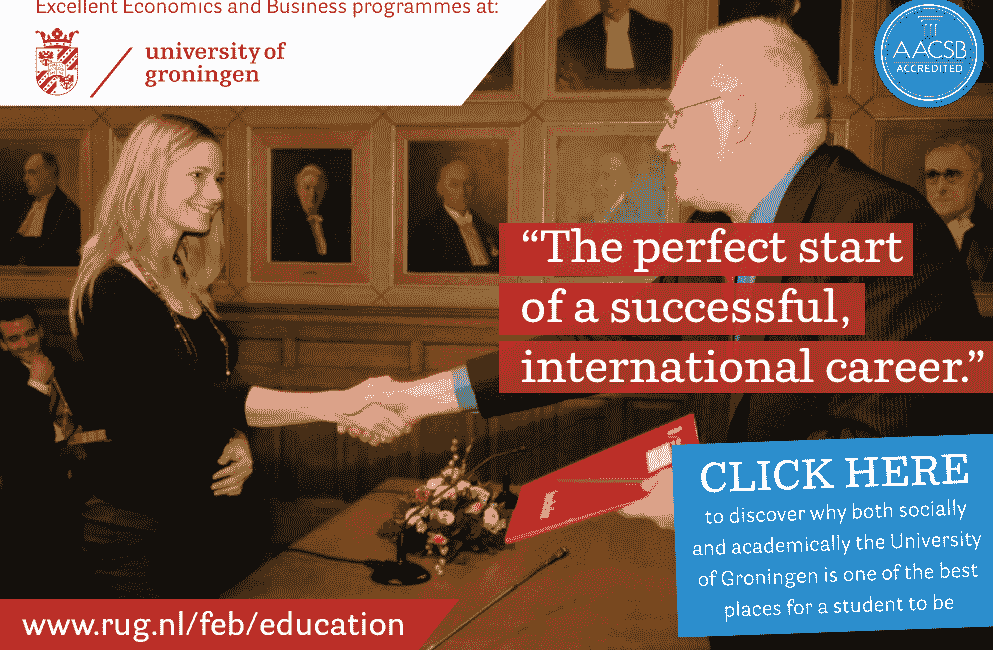 Excellent Economics and Business programmes at:
university of
groningen
AACSB
ACCREDITED
“The perfect start
of a successful,
international career.”
CLICK HERE
to discover why both socially
and academically the University
of Groningen is one of the best
places for a student to be
www.rug.nl/feb/education